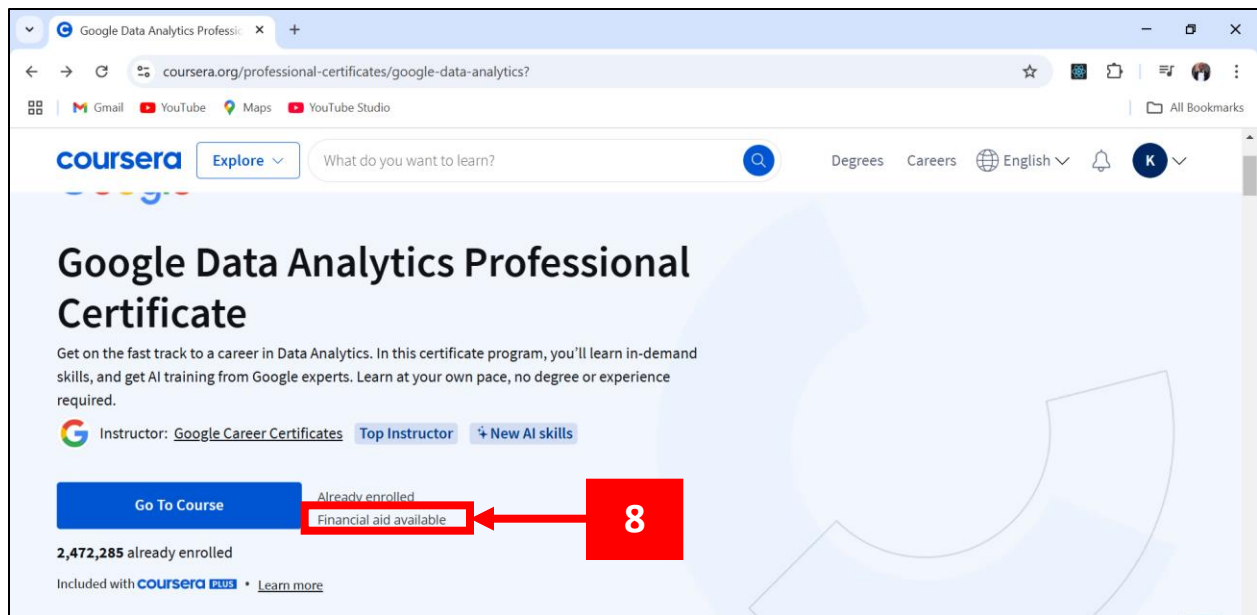 Google Data Analytics Professic
coursera.org/professional-certificates/google-data-analytics?
Gmail YouTube Maps YouTube Studio All Bookmarks
coursera Explore What do you want to learn? Degrees Careers English K
Google
Google Data Analytics Professional
Certificate
Get on the fast track to a career in Data Analytics. In this certificate program, you'll learn in-demand
skills, and get AI training from Google experts. Learn at your own pace, no degree or experience
required.
Instructor: Google Career Certificates Top Instructor New AI skills
Already enrolled
Go To Course
Financial aid available
8
2,472,285 already enrolled
Included with coursera PLUS • Learn more